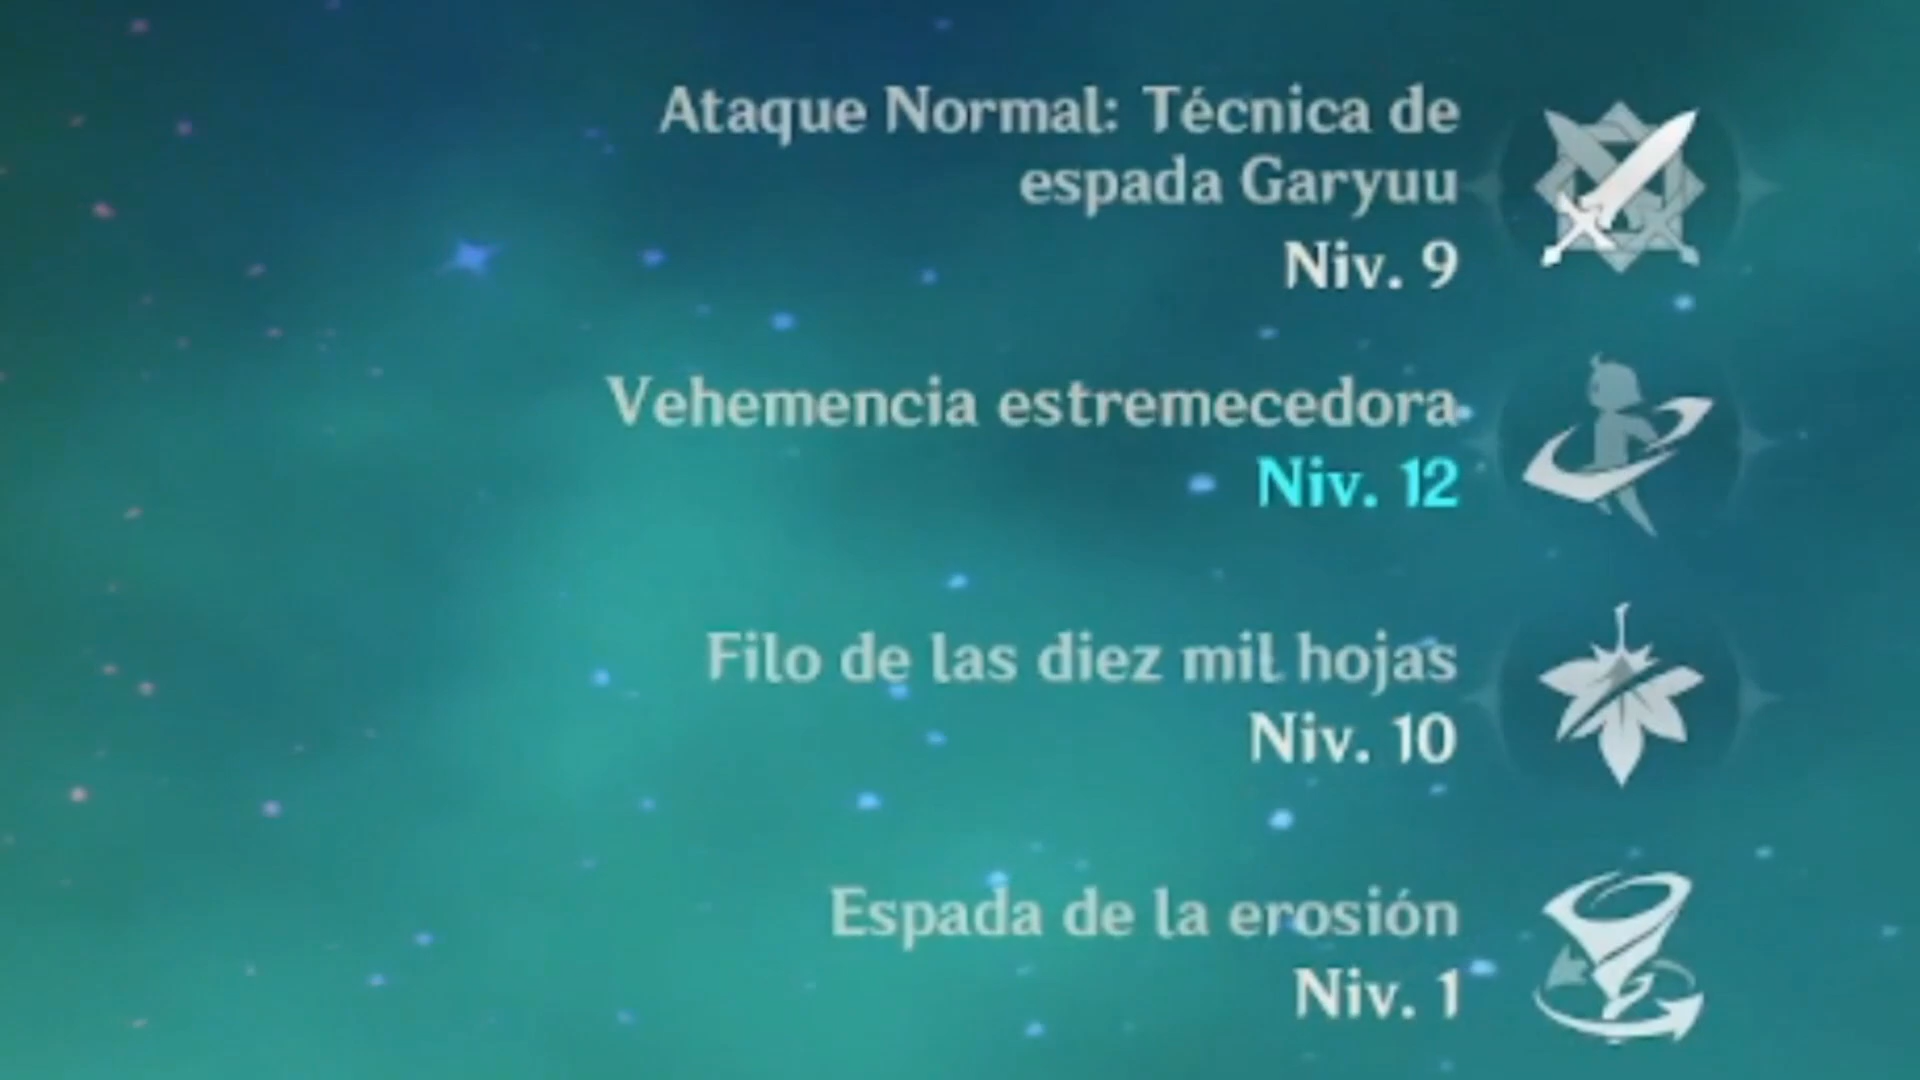 Ataque Normal: Técnica de
espada Garyuu
Niv. 9
Vehemencia estremecedora
Niv. 12
Filo de las diez mil hojas
Niv. 10
Espada de la erosión
Niv. 1